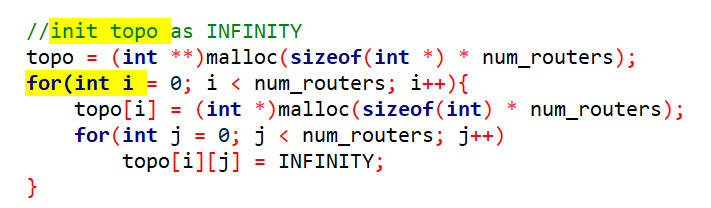 //init topo as INFINITY
topo = (int **)malloc(sizeof(int *) * num_routers);
for(int i = 0; i < num_routers; i++){
    topo[i] = (int *)malloc(sizeof(int) * num_routers);
    for(int j = 0; j < num_routers; j++)
        topo[i][j] = INFINITY;
}